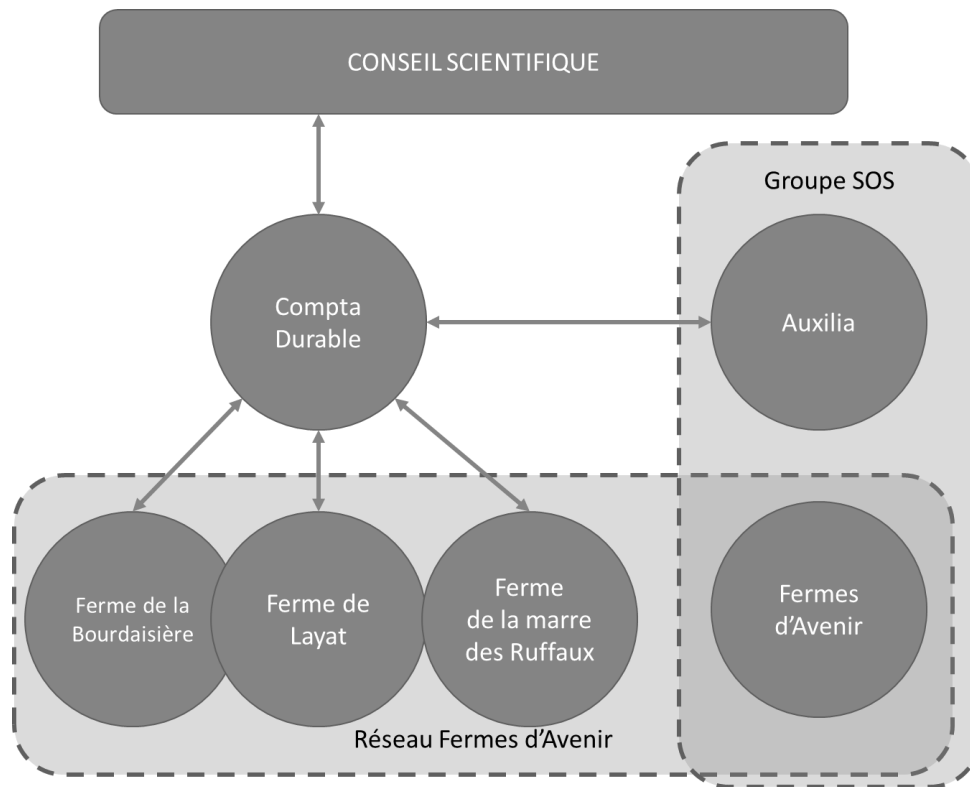 CONSEIL SCIENTIFIQUE
Groupe SOS
Compta
Durable
Auxilia
Ferme de la
Bourdaisière
Ferme de
Layat
Ferme
de la marre
des Ruffaux
Fermes
d’Avenir
Réseau Fermes d’Avenir